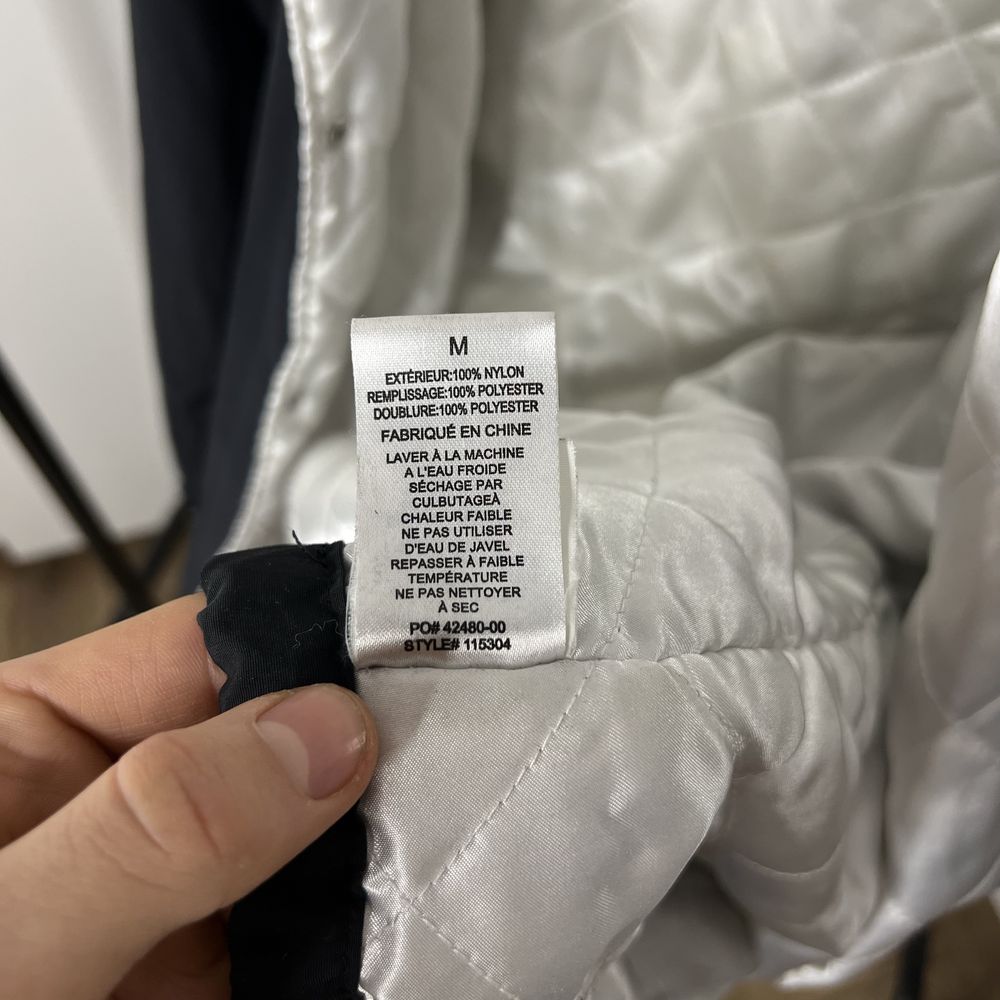 M
EXTÉRIEUR:100% NYLON
REMPLISSAGE:100% POLYESTER
DOUBLURE:100% POLYESTER
FABRIQUÉ EN CHINE
LAVER À LA MACHINE
A L'EAU FROIDE
SÉCHAGE PAR
CULBUTAGEÀ
CHALEUR FAIBLE
NE PAS UTILISER
D'EAU DE JAVEL
REPASSER À FAIBLE
TEMPÉRATURE
NE PAS NETTOYER
À SEC
PO# 42480-00
STYLE# 115304